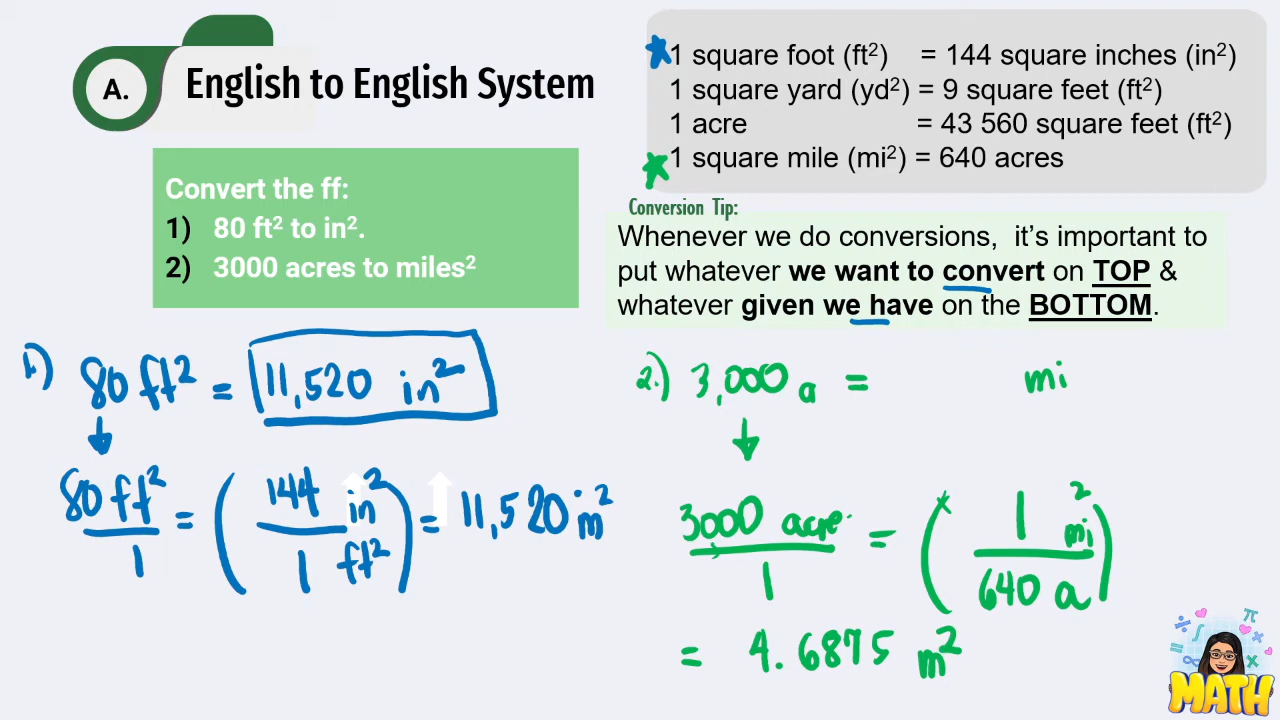 A.
English to English System
1 square foot (ft²) = 144 square inches (in²)
1 square yard (yd²) = 9 square feet (ft²)
1 acre = 43 560 square feet (ft²)
1 square mile (mi²) = 640 acres
Convert the ff:
1) 80 ft² to in².
2) 3000 acres to miles²
Conversion Tip:
Whenever we do conversions, it's important to
put whatever we want to convert on TOP &
whatever given we have on the BOTTOM.
1.) 80 ft² = 11,520 in²
80 ft²/1 = (144 in²/1 ft²) = 11,520 in²
2.) 3,000 a = mi
3000 acre/1 = (x 1 mi²/640 a)
= 4.6875 m²
MATH